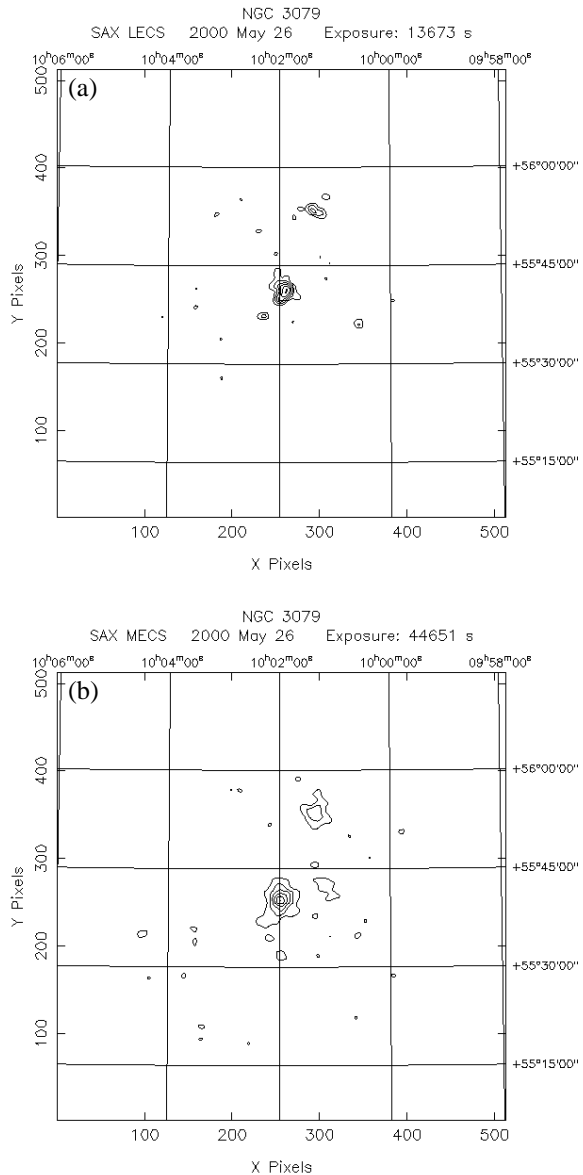 NGC 3079
SAX LECS 2000 May 26 Exposure: 13673 s
10ʰ06ᵐ00ˢ 10ʰ04ᵐ00ˢ 10ʰ02ᵐ00ˢ 10ʰ00ᵐ00ˢ 09ʰ58ᵐ00ˢ
(a)
500
400
300
200
100
Y Pixels
+56°00'00"
+55°45'00"
+55°30'00"
+55°15'00"
100 200 300 400 500
X Pixels
NGC 3079
SAX MECS 2000 May 26 Exposure: 44651 s
10ʰ06ᵐ00ˢ 10ʰ04ᵐ00ˢ 10ʰ02ᵐ00ˢ 10ʰ00ᵐ00ˢ 09ʰ58ᵐ00ˢ
(b)
500
400
300
200
100
Y Pixels
+56°00'00"
+55°45'00"
+55°30'00"
+55°15'00"
100 200 300 400 500
X Pixels